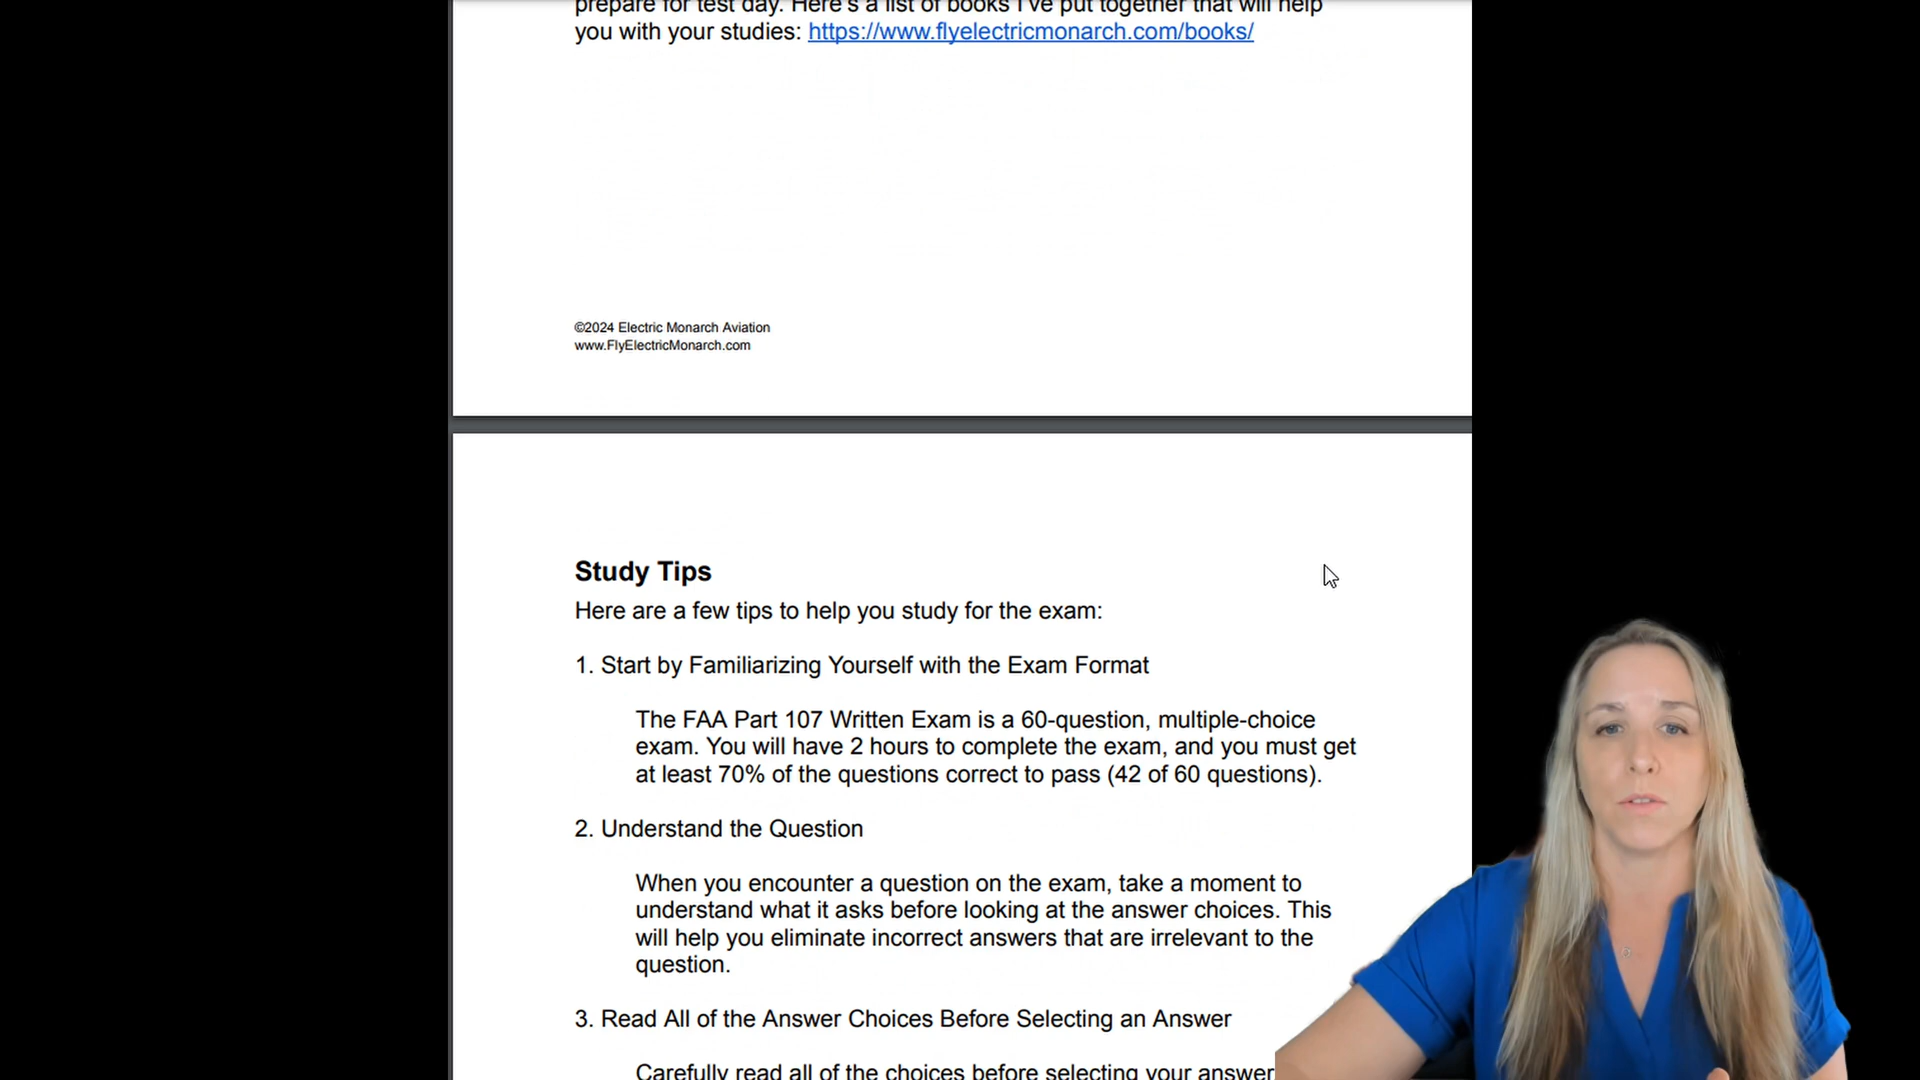 prepare for test day. Here's a list of books I've put together that will help
you with your studies: https://www.flyelectricmonarch.com/books/
©2024 Electric Monarch Aviation
www.FlyElectricMonarch.com
Study Tips
Here are a few tips to help you study for the exam:
1. Start by Familiarizing Yourself with the Exam Format
The FAA Part 107 Written Exam is a 60-question, multiple-choice
exam. You will have 2 hours to complete the exam, and you must get
at least 70% of the questions correct to pass (42 of 60 questions).
2. Understand the Question
When you encounter a question on the exam, take a moment to
understand what it asks before looking at the answer choices. This
will help you eliminate incorrect answers that are irrelevant to the
question.
3. Read All of the Answer Choices Before Selecting an Answer
Carefully read all of the choices before selecting your answer